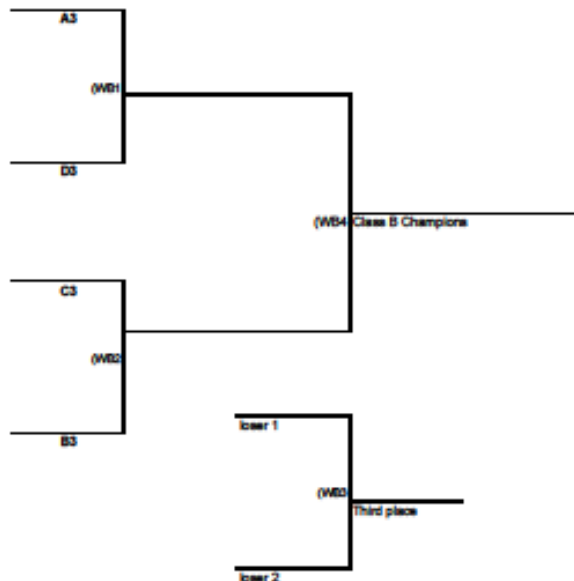 A3
(WB1
D3
(WB4 Class B Champions
C3
(WB2
B3
loser 1
(WB3
Third place
loser 2